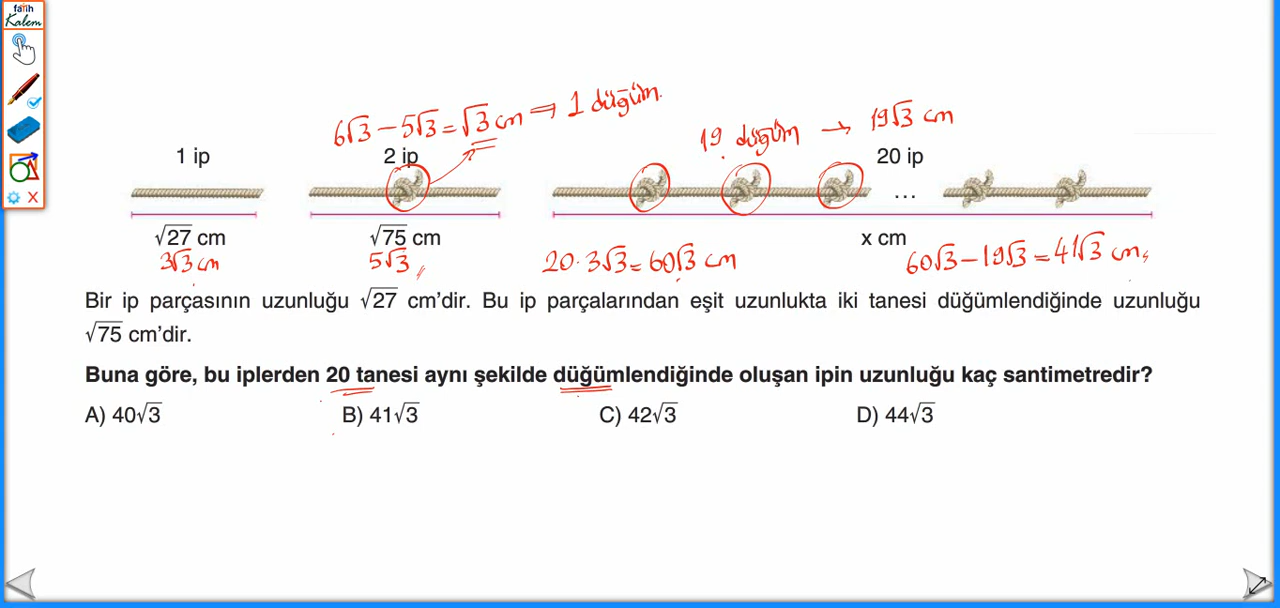 fatih
Kalem
6√3 − 5√3 = √3 cm ⇒ 1 düğüm.
19 düğüm → 19√3 cm
1 ip
2 ip
20 ip
...
√27 cm
√75 cm
x cm
3√3 cm
5√3
20 · 3√3 = 60√3 cm
60√3 − 19√3 = 41√3 cm
Bir ip parçasının uzunluğu √27 cm’dir. Bu ip parçalarından eşit uzunlukta iki tanesi düğümlendiğinde uzunluğu
√75 cm’dir.
Buna göre, bu iplerden 20 tanesi aynı şekilde düğümlendiğinde oluşan ipin uzunluğu kaç santimetredir?
A) 40√3 B) 41√3 C) 42√3 D) 44√3